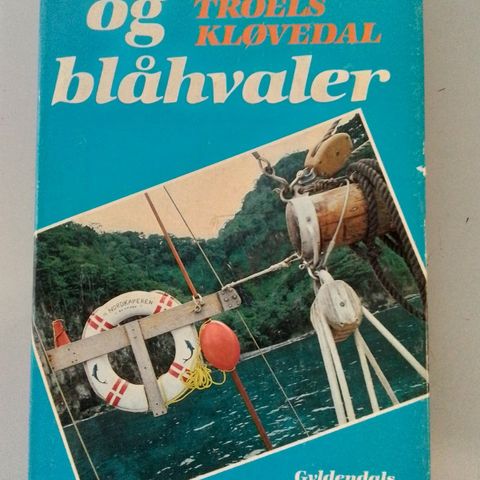 og
TROELS
KLØVEDAL
blåhvaler
NORDKAPEREN
Gyldendals